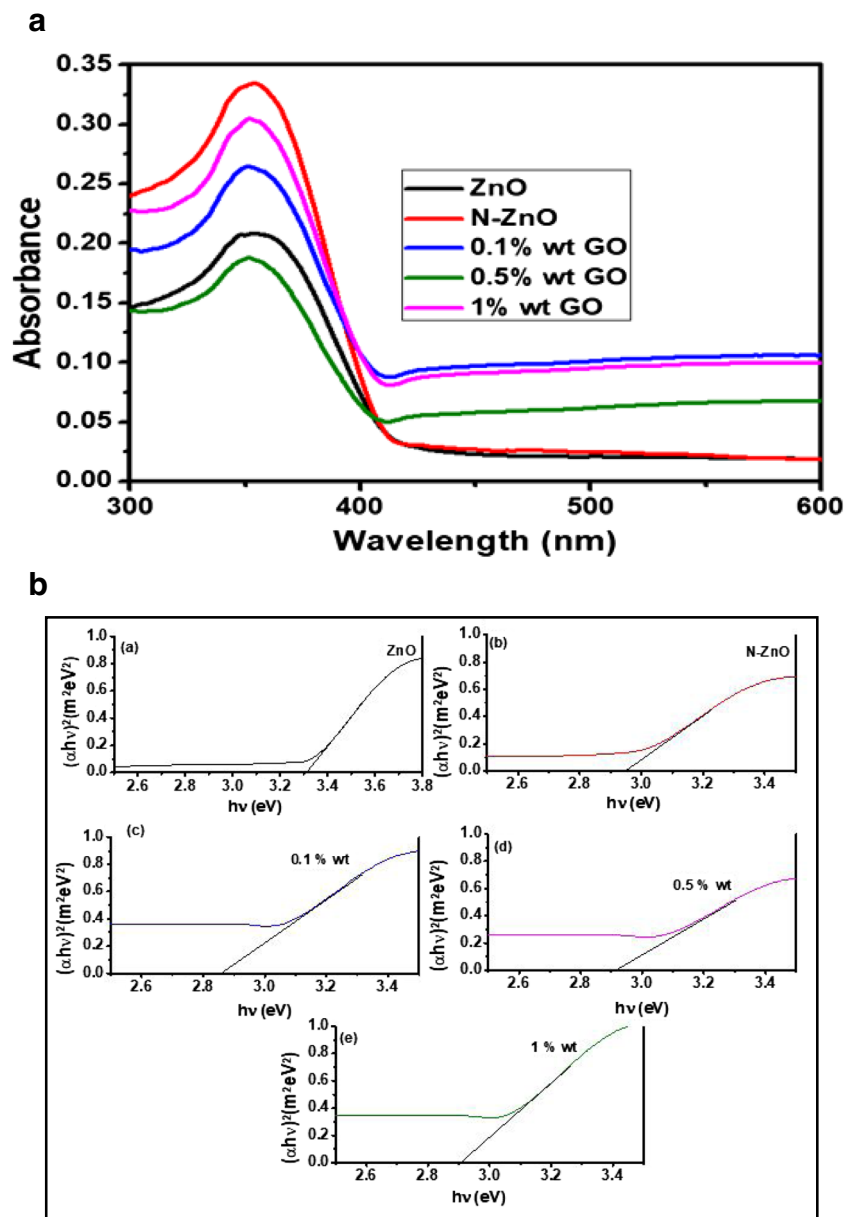 a
0.35
0.30
0.25
0.20
0.15
0.10
0.05
0.00
Absorbance
ZnO
N-ZnO
0.1% wt GO
0.5% wt GO
1% wt GO
300 400 500 600
Wavelength (nm)
b
(a)
ZnO
1.0
0.8
0.6
0.4
0.2
0.0
(αhν)²(m²eV²)
2.6 2.8 3.0 3.2 3.4 3.6 3.8
hν (eV)
(b)
N-ZnO
1.0
0.8
0.6
0.4
0.2
0.0
(αhν)²(m²eV²)
2.6 2.8 3.0 3.2 3.4
hν (eV)
(c)
0.1 % wt
1.0
0.8
0.6
0.4
0.2
0.0
(αhν)²(m²eV²)
2.6 2.8 3.0 3.2 3.4
hν (eV)
(d)
0.5 % wt
1.0
0.8
0.6
0.4
0.2
0.0
(αhν)²(m²eV²)
2.6 2.8 3.0 3.2 3.4
hν (eV)
(e)
1 % wt
1.0
0.8
0.6
0.4
0.2
0.0
(αhν)²(m²eV²)
2.6 2.8 3.0 3.2 3.4
hν (eV)